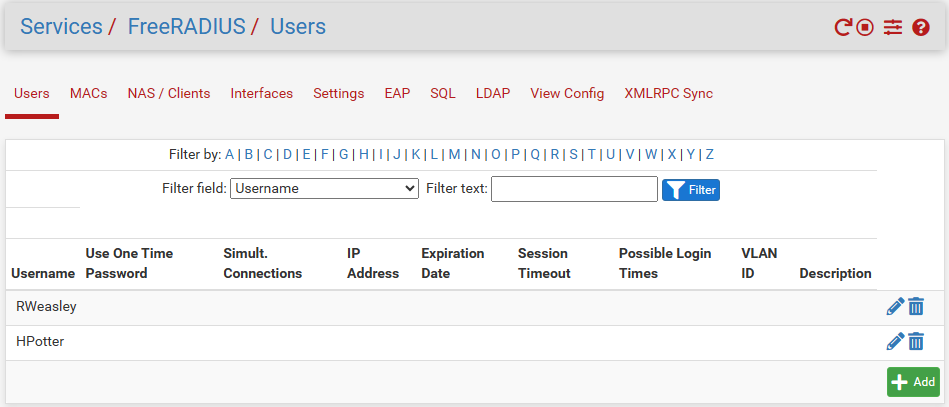 Services / FreeRADIUS / Users
Users MACs NAS / Clients Interfaces Settings EAP SQL LDAP View Config XMLRPC Sync
Filter by: A | B | C | D | E | F | G | H | I | J | K | L | M | N | O | P | Q | R | S | T | U | V | W | X | Y | Z
Filter field: Username Filter text: Filter
Use One Time Simult. IP Expiration Session Possible Login VLAN
Username Password Connections Address Date Timeout Times ID Description
RWeasley
HPotter
Add